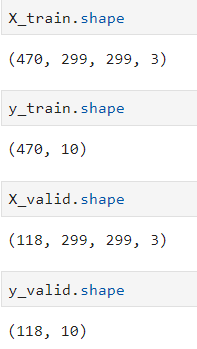 X_train.shape
(470, 299, 299, 3)
y_train.shape
(470, 10)
X_valid.shape
(118, 299, 299, 3)
y_valid.shape
(118, 10)